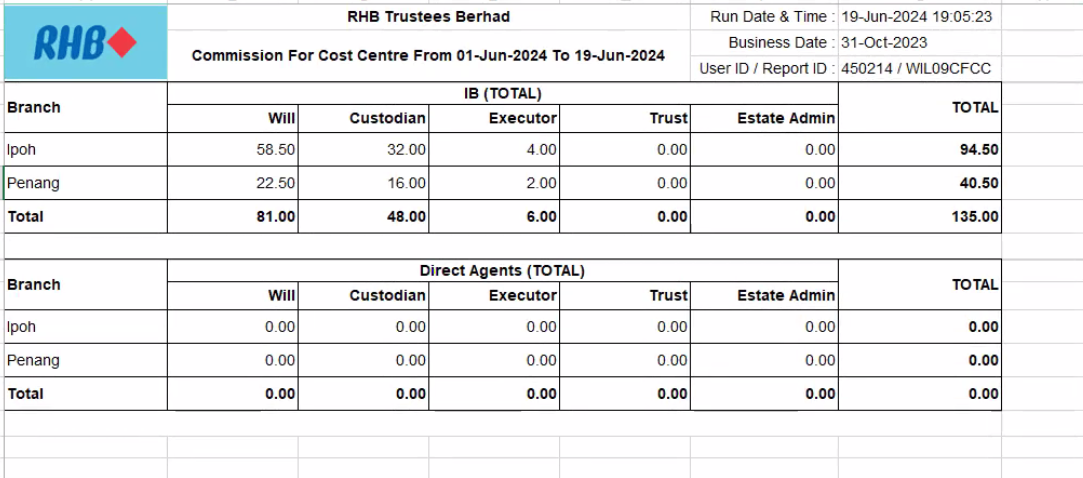 RHB
RHB Trustees Berhad
Commission For Cost Centre From 01-Jun-2024 To 19-Jun-2024
Run Date & Time : 19-Jun-2024 19:05:23
Business Date : 31-Oct-2023
User ID / Report ID : 450214 / WIL09CFCC
Branch IB (TOTAL) TOTAL
Will Custodian Executor Trust Estate Admin
Ipoh 58.50 32.00 4.00 0.00 0.00 94.50
Penang 22.50 16.00 2.00 0.00 0.00 40.50
Total 81.00 48.00 6.00 0.00 0.00 135.00
Branch Direct Agents (TOTAL) TOTAL
Will Custodian Executor Trust Estate Admin
Ipoh 0.00 0.00 0.00 0.00 0.00 0.00
Penang 0.00 0.00 0.00 0.00 0.00 0.00
Total 0.00 0.00 0.00 0.00 0.00 0.00